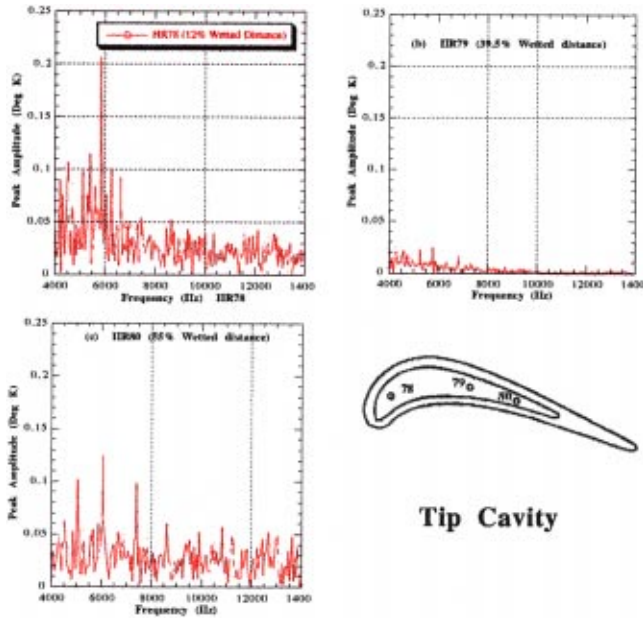 HR78 (12% Wetted Distance)
0.25
0.2
0.15
0.1
0.05
0
Peak Amplitude (Deg K)
4000 6000 8000 10000 12000 1400
Frequency (Hz) HR78
(b) HR79 (39.5% Wetted distance)
0.25
0.2
0.15
0.1
0.05
0
Peak Amplitude (Deg K)
4000 6000 8000 10000 12000 1400
Frequency (Hz)
(c) HR80 (55% Wetted distance)
0.25
0.2
0.15
0.1
0.05
0
Peak Amplitude (Deg K)
4000 6000 8000 10000 12000 1400
Frequency (Hz)
78
79
80
Tip Cavity